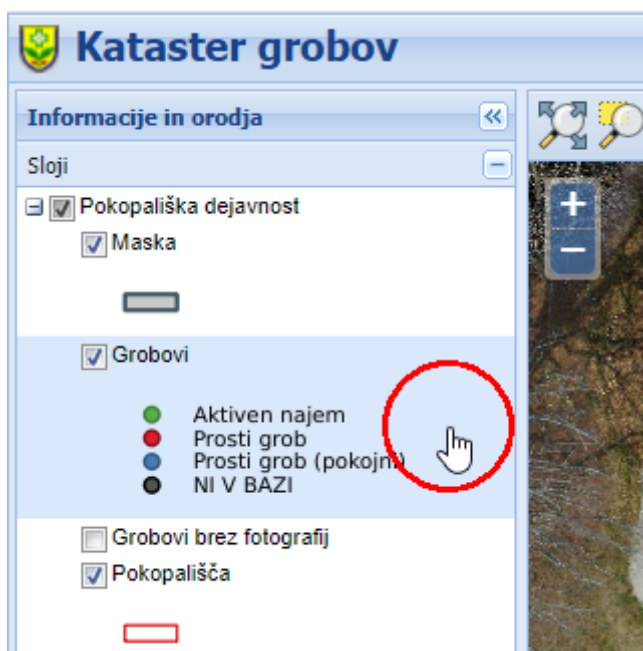 Kataster grobov
Informacije in orodja
Sloji
Pokopališka dejavnost
Maska
Grobovi
Aktiven najem
Prosti grob
Prosti grob (pokojni)
NI V BAZI
Grobovi brez fotografij
Pokopališča